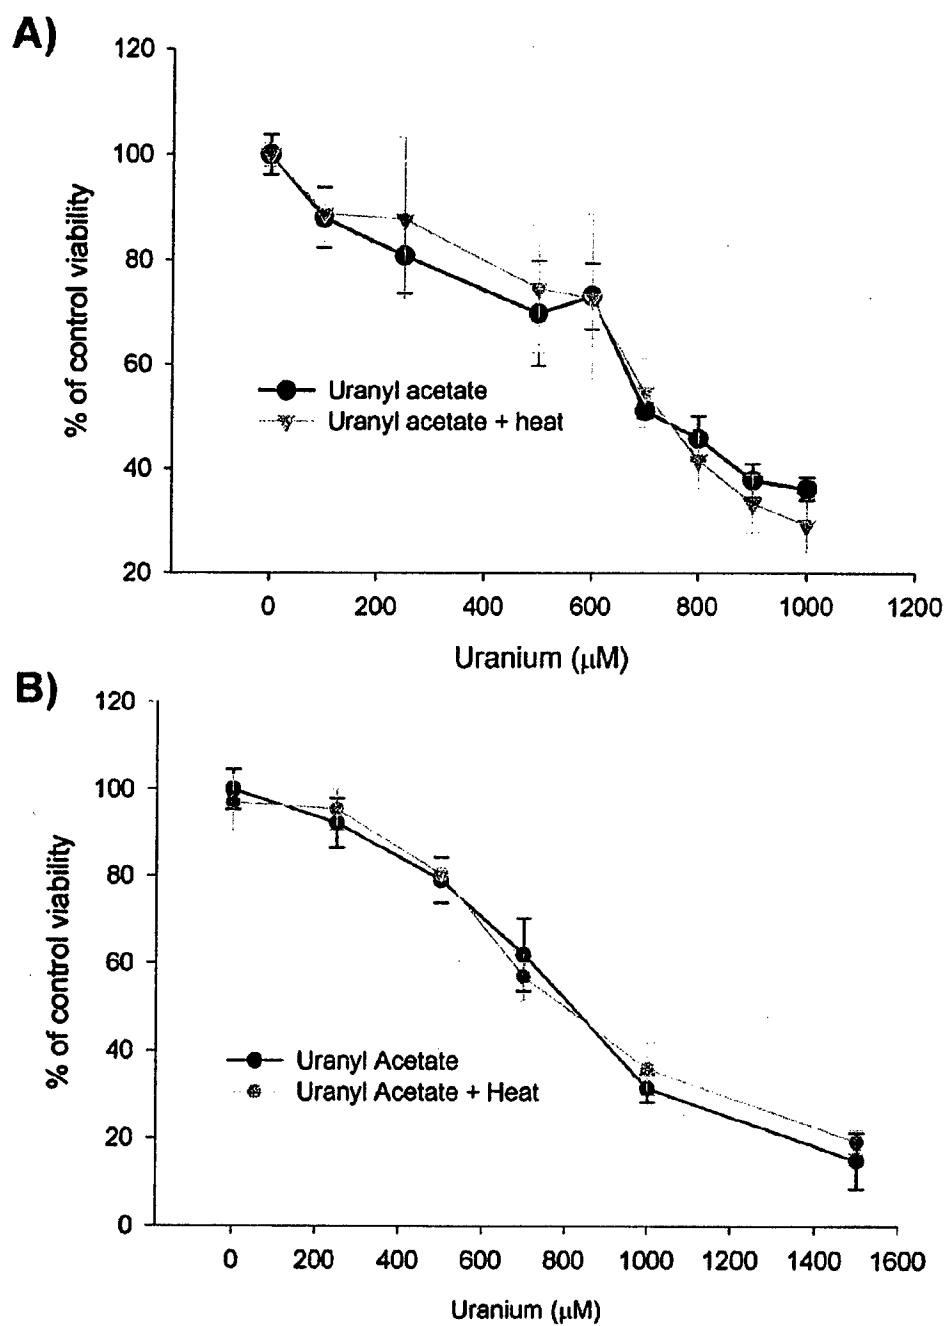 A)
120
100
80
60
40
20
% of control viability
Uranyl acetate
Uranyl acetate + heat
0 200 400 600 800 1000 1200
Uranium (μM)
B)
120
100
80
60
40
20
0
% of control viability
Uranyl Acetate
Uranyl Acetate + Heat
0 200 400 600 800 1000 1200 1400 1600
Uranium (μM)